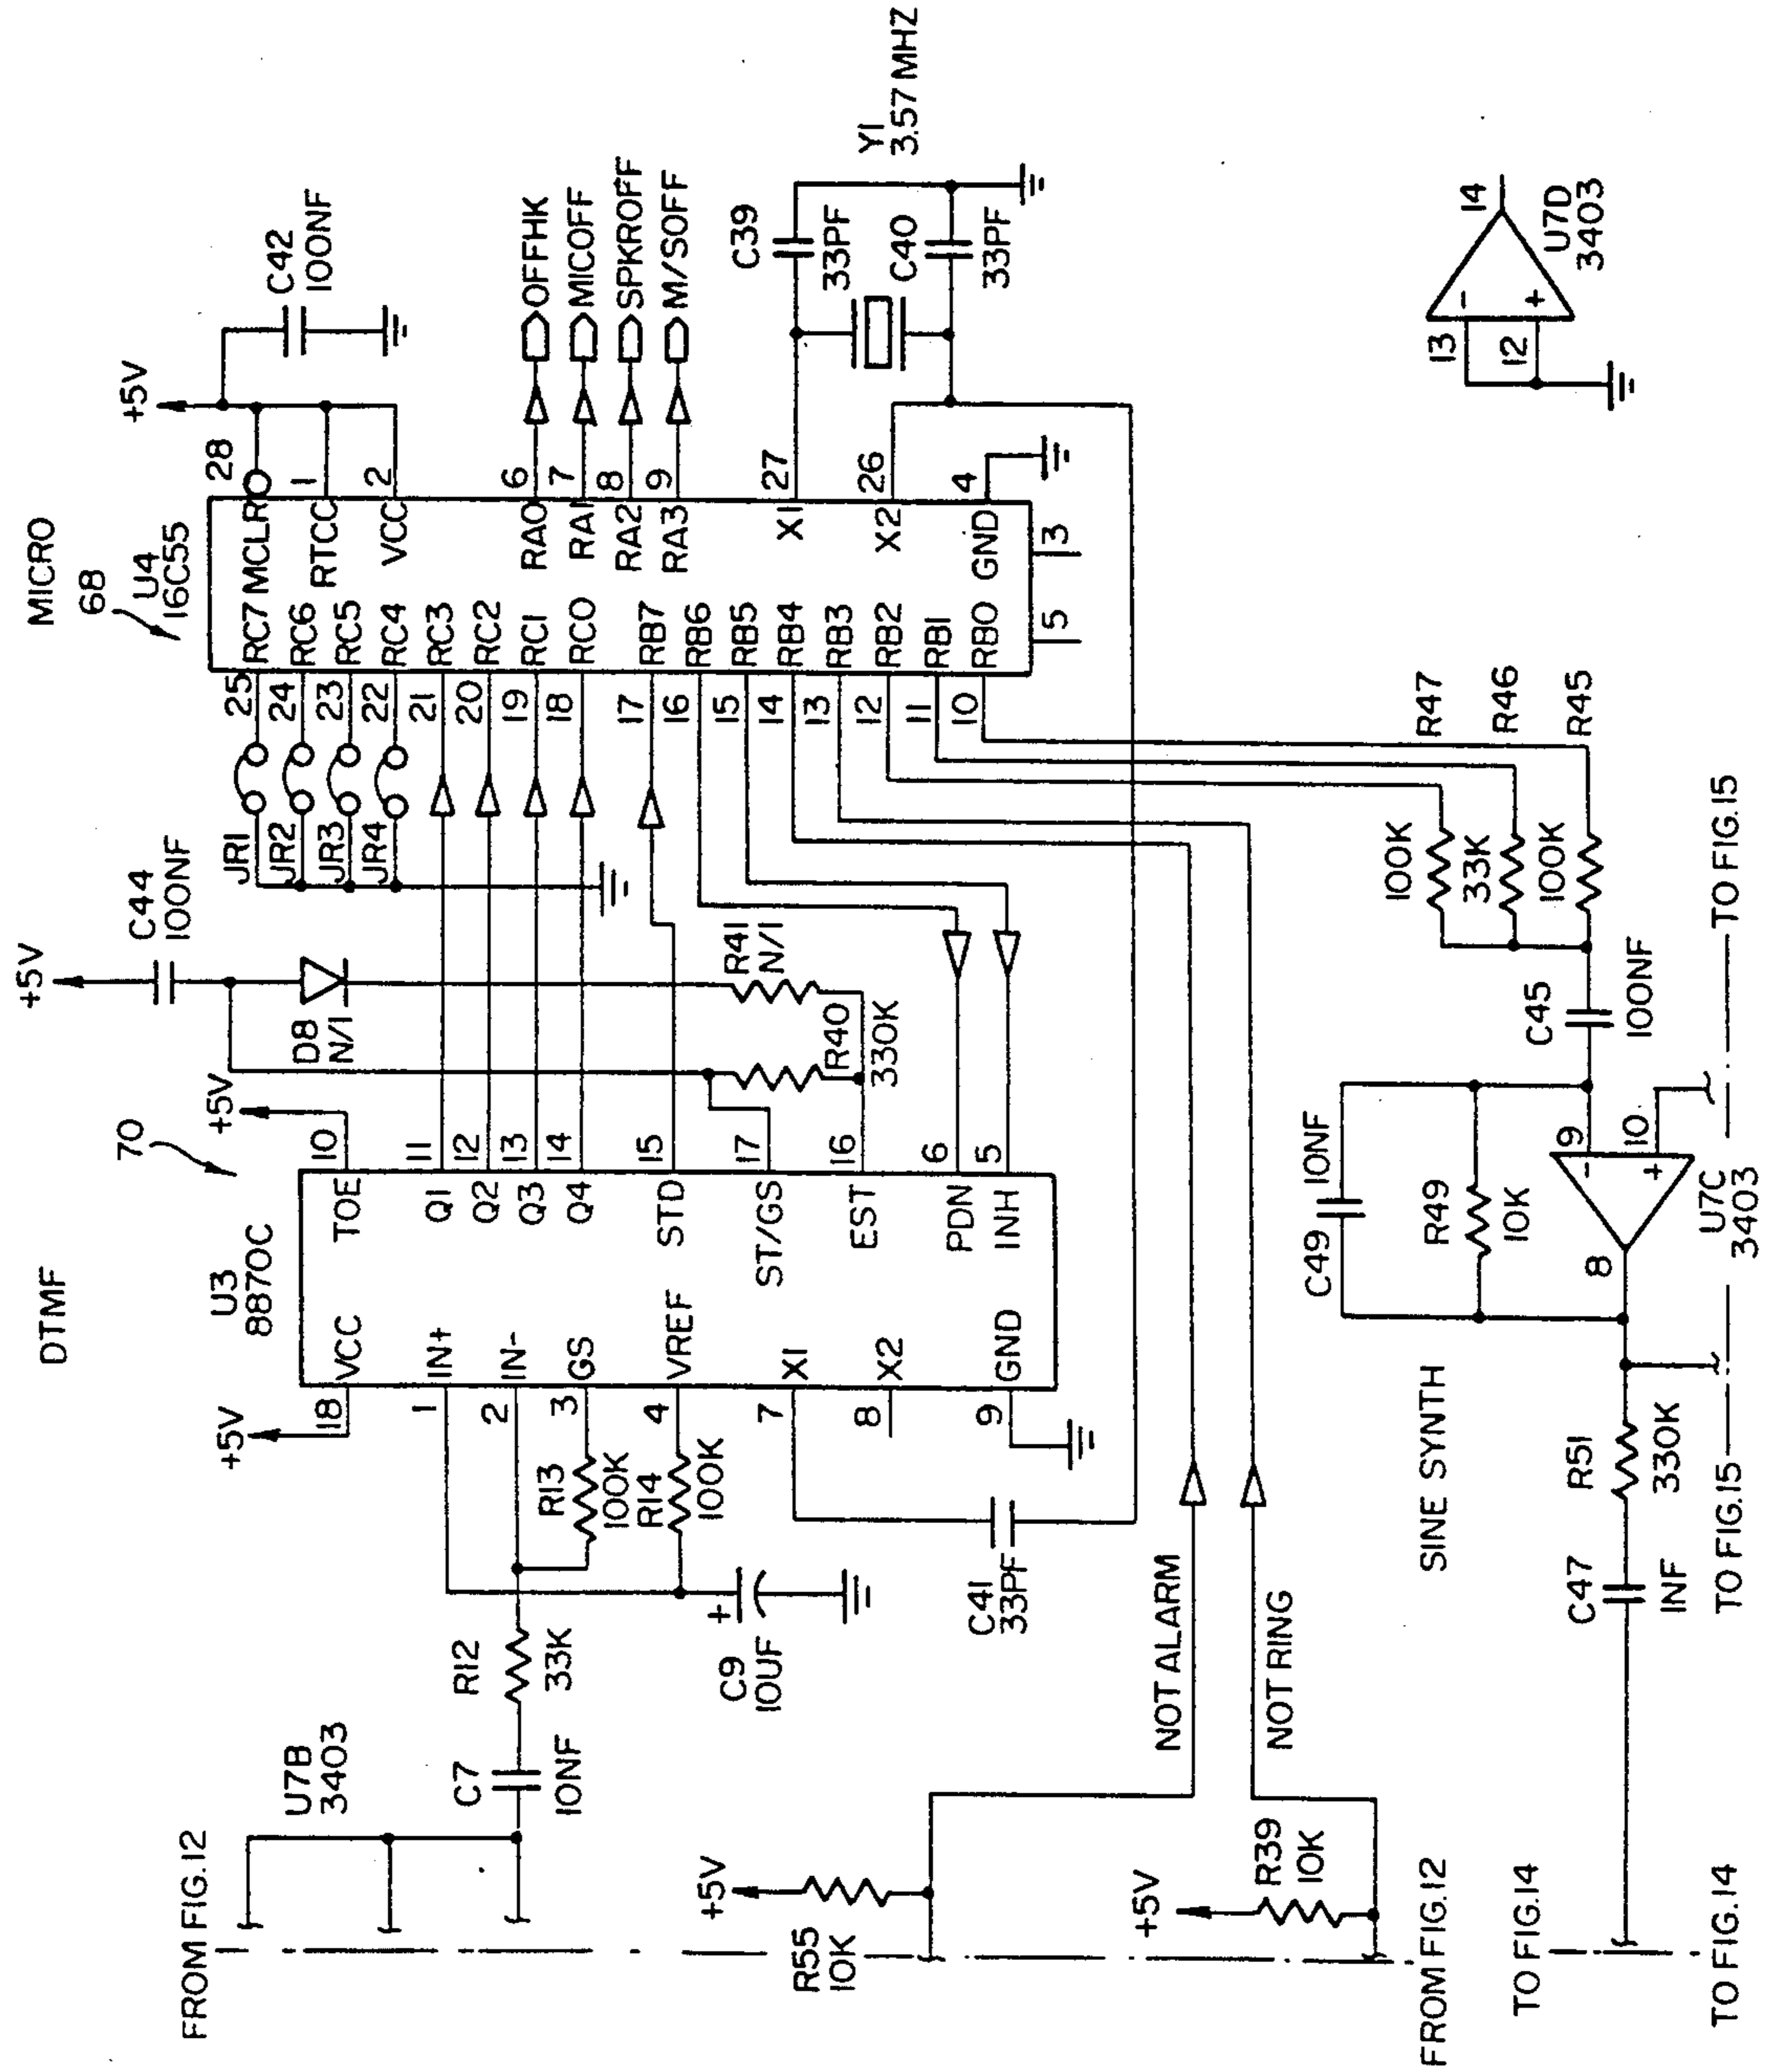 FROM FIG.12
U7B
3403
C7
10NF
R12
33K
C9
10UF
+
+5V
R55
10K
+5V
R39
10K
FROM FIG.12
NOT ALARM
NOT RING
DTMF
U3
8870C
70
+5V
18
VCC
1
IN+
2
IN-
3
GS
4
VREF
7
X1
8
X2
9
GND
R13
100K
R14
100K
C41
33PF
+5V
10
TOE
11
Q1
12
Q2
13
Q3
14
Q4
15
STD
17
ST/GS
16
EST
6
PDN
5
INH
+5V
C44
100NF
D8
N/I
R41
N/I
R40
330K
JR1
JR2
JR3
JR4
MICRO
68
U4
16C55
25
RC7
24
RC6
23
RC5
22
RC4
21
RC3
20
RC2
19
RC1
18
RC0
17
RB7
16
RB6
15
RB5
14
RB4
13
RB3
12
RB2
11
RB1
10
RB0
MCLR
28
RTCC
1
VCC
2
RA0
6
RA1
7
RA2
8
RA3
9
X1
27
X2
26
GND
4
5
3
+5V
C42
100NF
OFFHK
MICOFF
SPKROFF
M/SOFF
C39
33PF
C40
33PF
Y1
3.57 MHZ
R47
100K
R46
33K
R45
100K
C45
100NF
C49
10NF
R49
10K
9
-
10
+
8
U7C
3403
SINE SYNTH
R51
330K
C47
1NF
TO FIG.14
TO FIG.14
TO FIG.15
TO FIG.15
13
-
12
+
14
U7D
3403